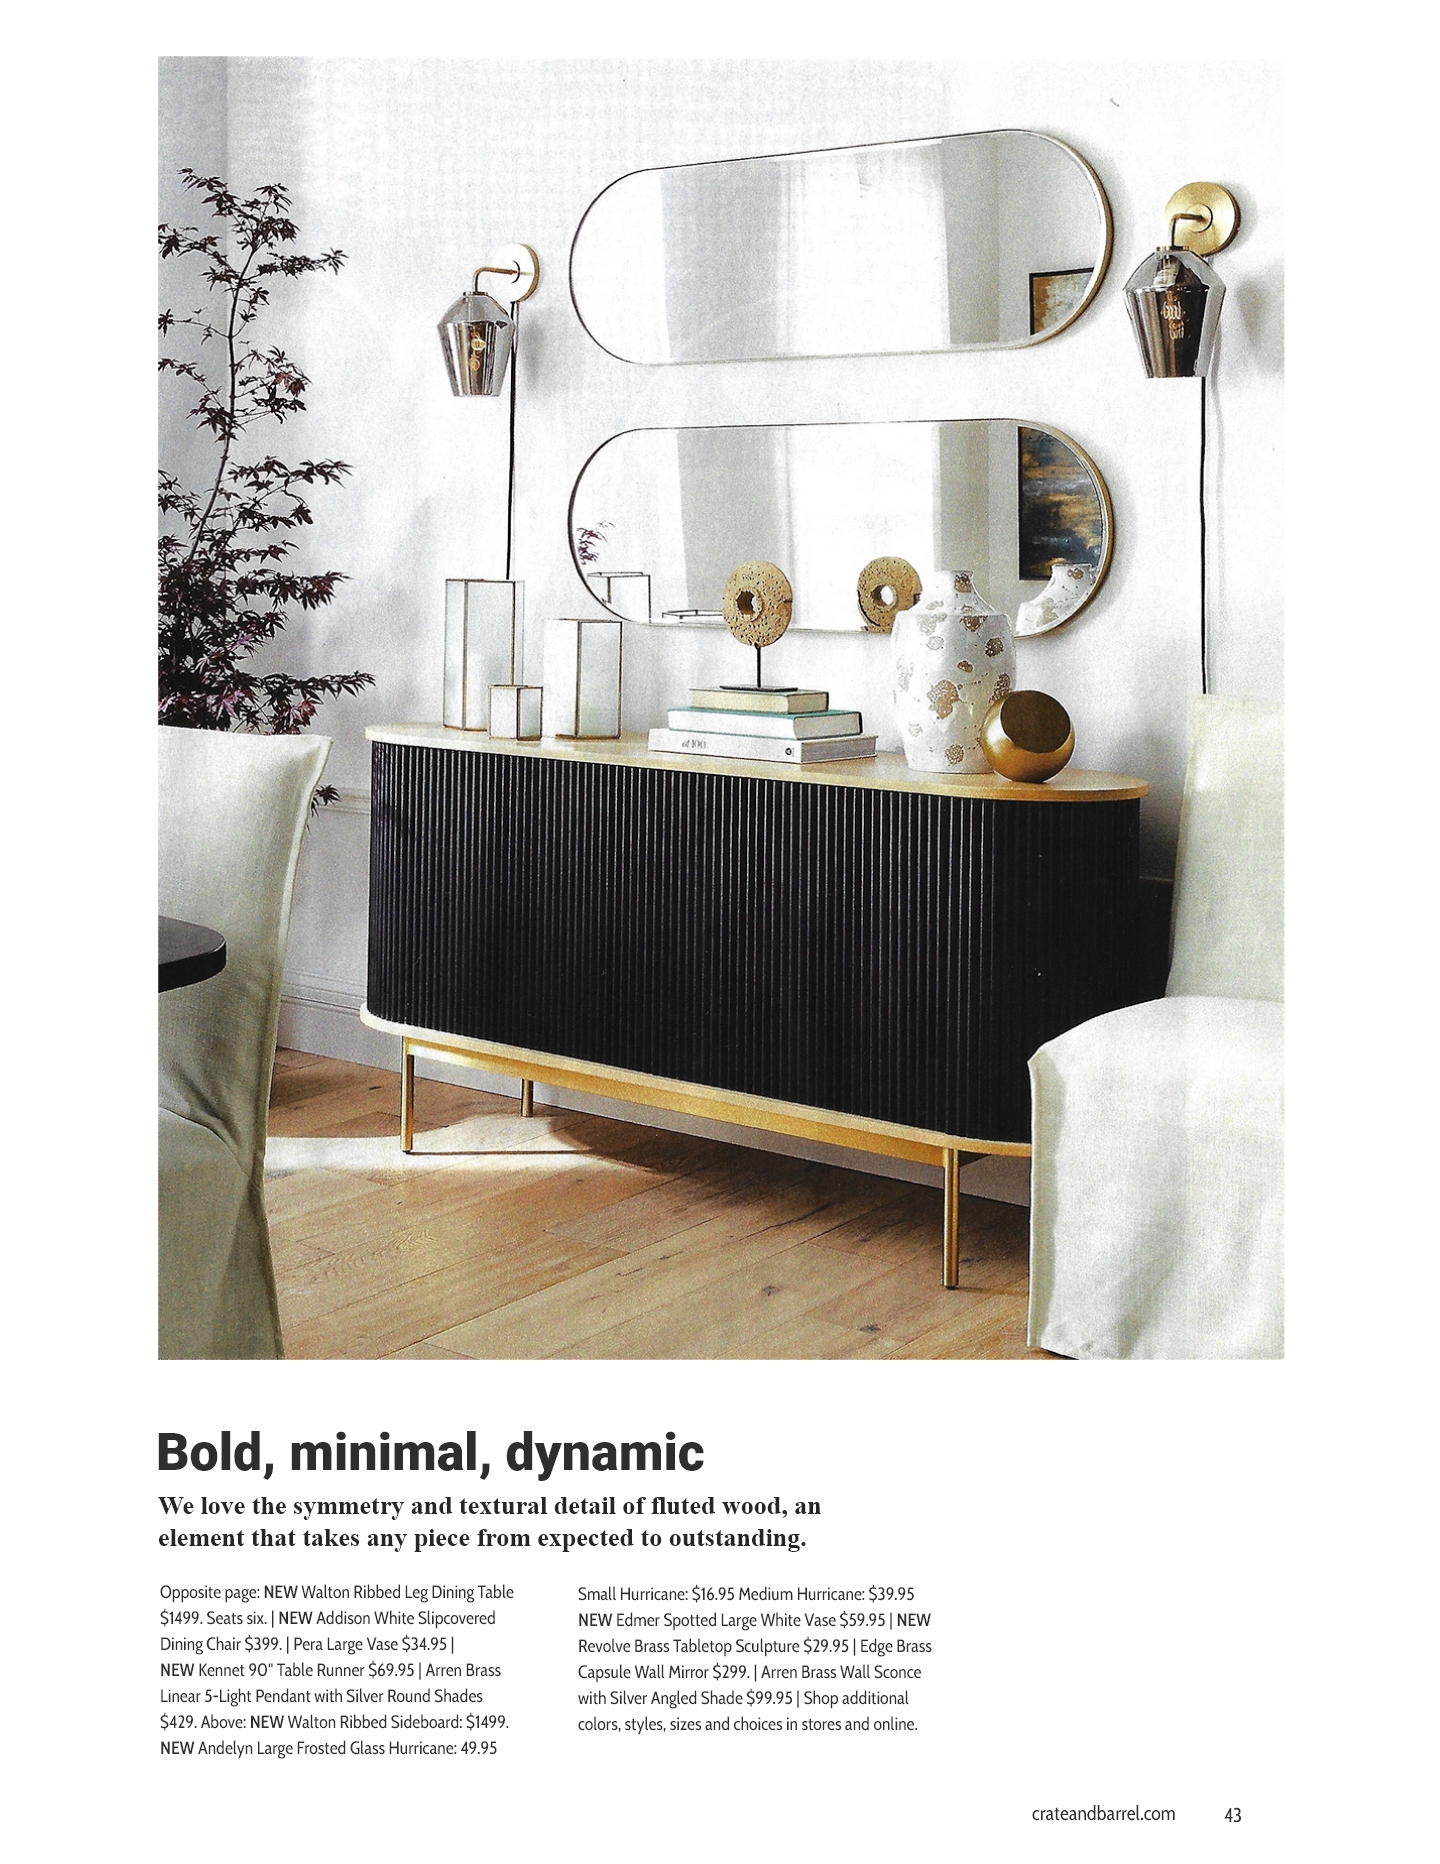 Bold, minimal, dynamic
We love the symmetry and textural detail of fluted wood, an
element that takes any piece from expected to outstanding.
Opposite page: NEW Walton Ribbed Leg Dining Table
$1499. Seats six. | NEW Addison White Slipcovered
Dining Chair $399. | Pera Large Vase $34.95 |
NEW Kennet 90" Table Runner $69.95 | Arren Brass
Linear 5-Light Pendant with Silver Round Shades
$429. Above: NEW Walton Ribbed Sideboard: $1499.
NEW Andelyn Large Frosted Glass Hurricane: 49.95
Small Hurricane: $16.95 Medium Hurricane: $39.95
NEW Edmer Spotted Large White Vase $59.95 | NEW
Revolve Brass Tabletop Sculpture $29.95 | Edge Brass
Capsule Wall Mirror $299. | Arren Brass Wall Sconce
with Silver Angled Shade $99.95 | Shop additional
colors, styles, sizes and choices in stores and online.
crateandbarrel.com 43